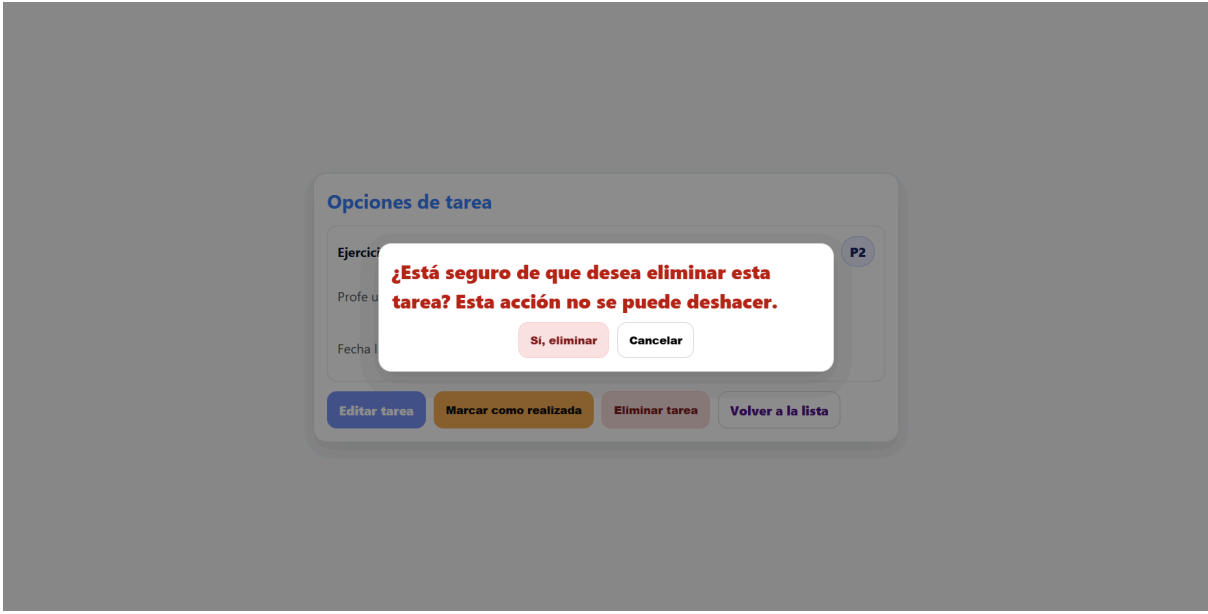 Opciones de tarea
P2
¿Está seguro de que desea eliminar esta
tarea? Esta acción no se puede deshacer.
Profe
Sí, eliminar
Cancelar
Fecha
Editar tarea
Marcar como realizada
Eliminar tarea
Volver a la lista